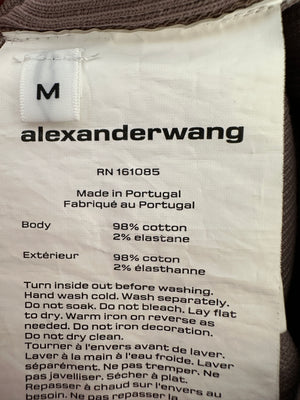 M
alexanderwang
RN 161085
Made in Portugal
Fabriqué au Portugal
Body 98% cotton
2% elastane
Extérieur 98% coton
2% élasthanne
Turn inside out before washing.
Hand wash cold. Wash separately.
Do not soak. Do not bleach. Lay flat
to dry. Warm iron on reverse as
needed. Do not iron decoration.
Do not dry clean.
Tourner à l'envers avant de laver.
Laver à la main à l'eau froide. Laver
séparément. Ne pas tremper. Ne
pas javelliser. Sécher à plat.
Repasser à chaud sur l'envers au
besoin. Ne pas repasser la